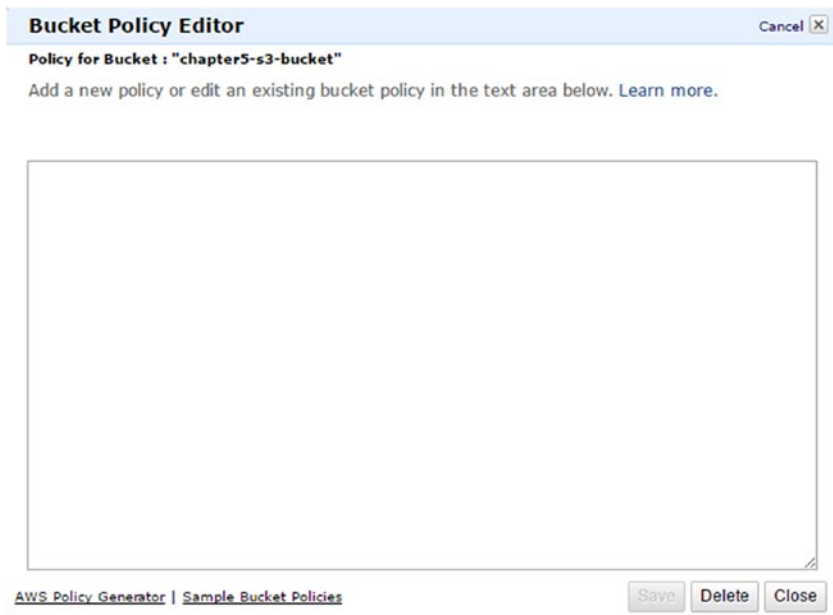 Bucket Policy Editor
Cancel
Policy for Bucket : "chapter5-s3-bucket"
Add a new policy or edit an existing bucket policy in the text area below. Learn more.
AWS Policy Generator | Sample Bucket Policies
Save
Delete
Close